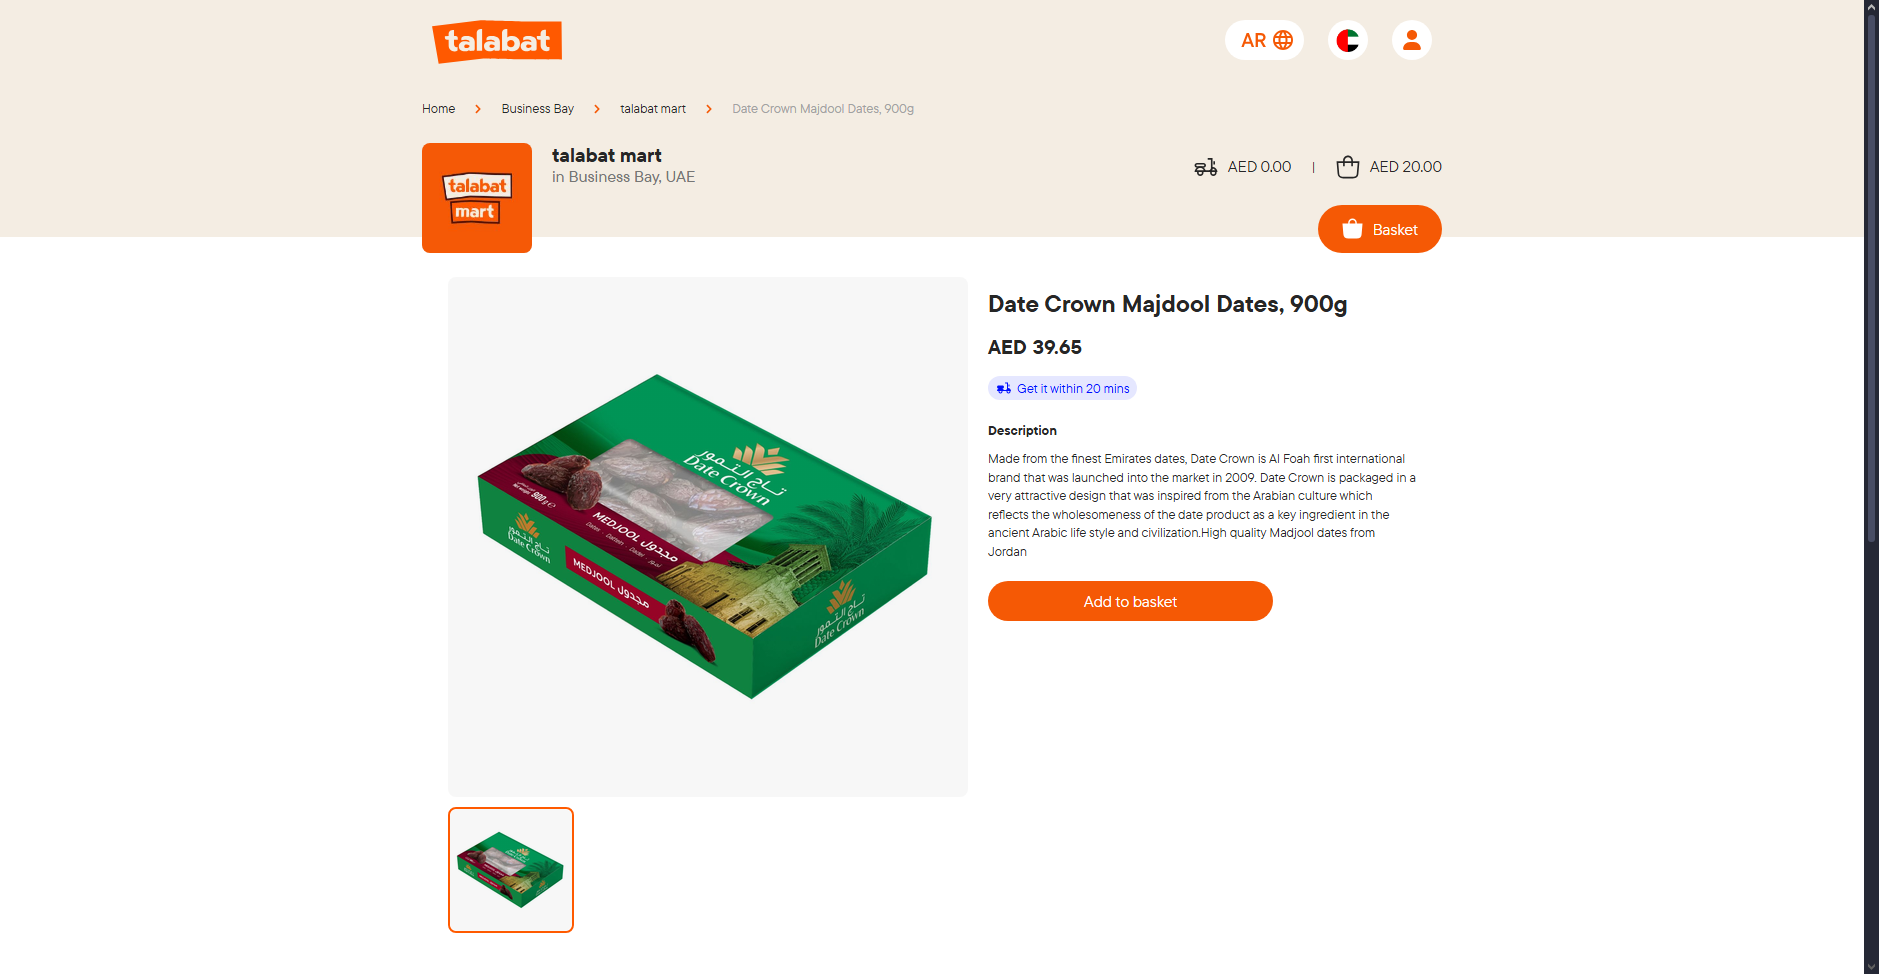 talabat
AR
Home
Business Bay
talabat mart
Date Crown Majdool Dates, 900g
talabat
mart
talabat mart
in Business Bay, UAE
AED 0.00
AED 20.00
Basket
Date Crown Majdool Dates, 900g
AED 39.65
Get it within 20 mins
Description
Made from the finest Emirates dates, Date Crown is Al Foah first international
brand that was launched into the market in 2009. Date Crown is packaged in a
very attractive design that was inspired from the Arabian culture which
reflects the wholesomeness of the date product as a key ingredient in the
ancient Arabic life style and civilization.High quality Madjool dates from
Jordan
Add to basket
تاج التمور
Date Crown
900 g e
MEDJOOL مجدول
تاج التمور
Date Crown
MEDJOOL مجدول
تاج التمور
Date Crown